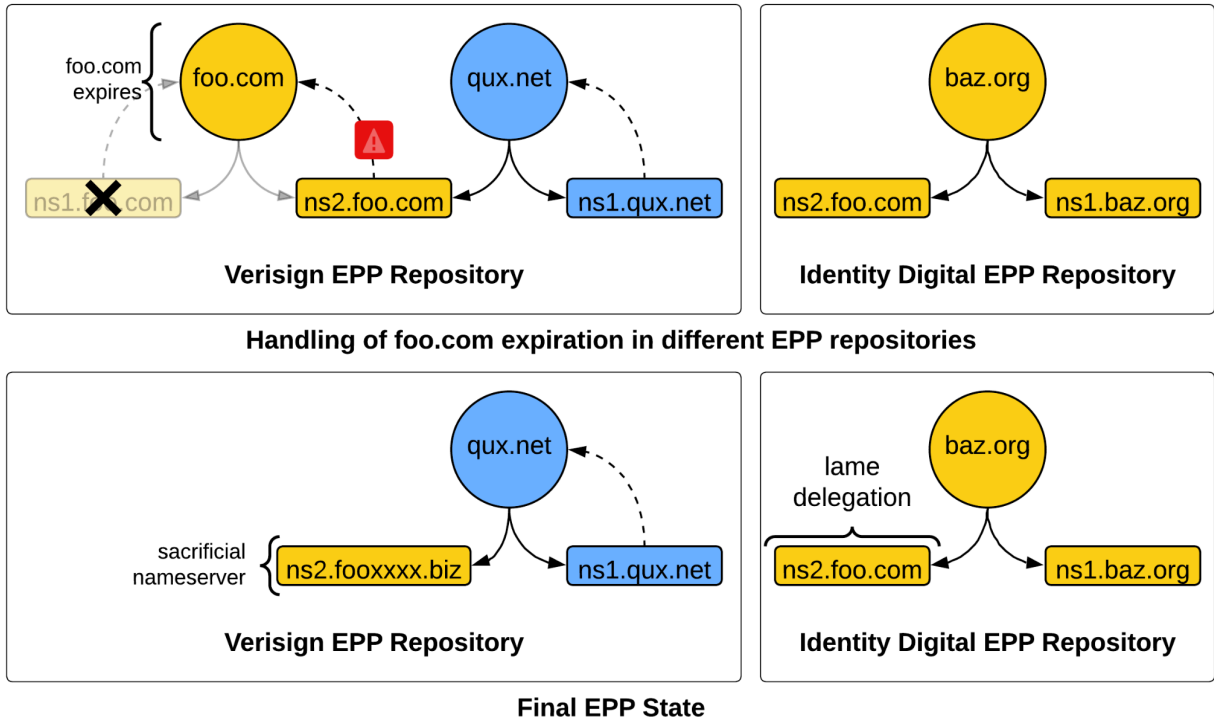 foo.com
expires
foo.com
qux.net
ns1.foo.com
ns2.foo.com
ns1.qux.net
Verisign EPP Repository
baz.org
ns2.foo.com
ns1.baz.org
Identity Digital EPP Repository
Handling of foo.com expiration in different EPP repositories
qux.net
sacrificial
nameserver
ns2.fooxxxx.biz
ns1.qux.net
Verisign EPP Repository
baz.org
lame
delegation
ns2.foo.com
ns1.baz.org
Identity Digital EPP Repository
Final EPP State